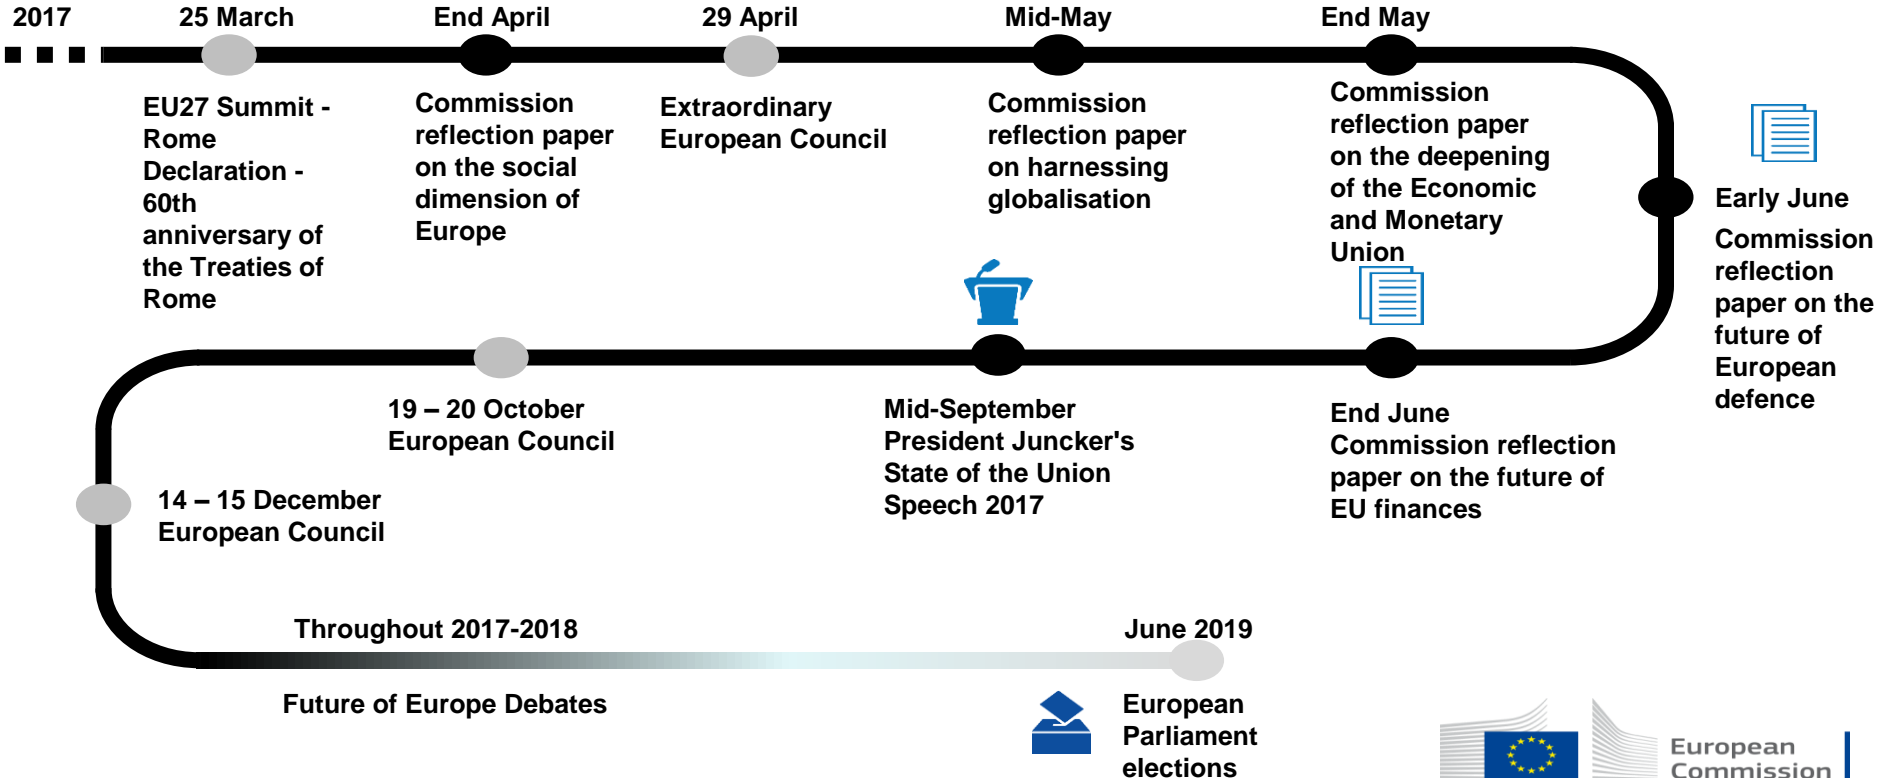 2017
25 March
EU27 Summit -
Rome
Declaration -
60th
anniversary of
the Treaties of
Rome
End April
Commission
reflection paper
on the social
dimension of
Europe
29 April
Extraordinary
European Council
Mid-May
Commission
reflection paper
on harnessing
globalisation
End May
Commission
reflection paper
on the deepening
of the Economic
and Monetary
Union
Early June
Commission
reflection
paper on the
future of
European
defence
End June
Commission reflection
paper on the future of
EU finances
Mid-September
President Juncker's
State of the Union
Speech 2017
19 – 20 October
European Council
14 – 15 December
European Council
Throughout 2017-2018
Future of Europe Debates
June 2019
European
Parliament
elections
European
Commission